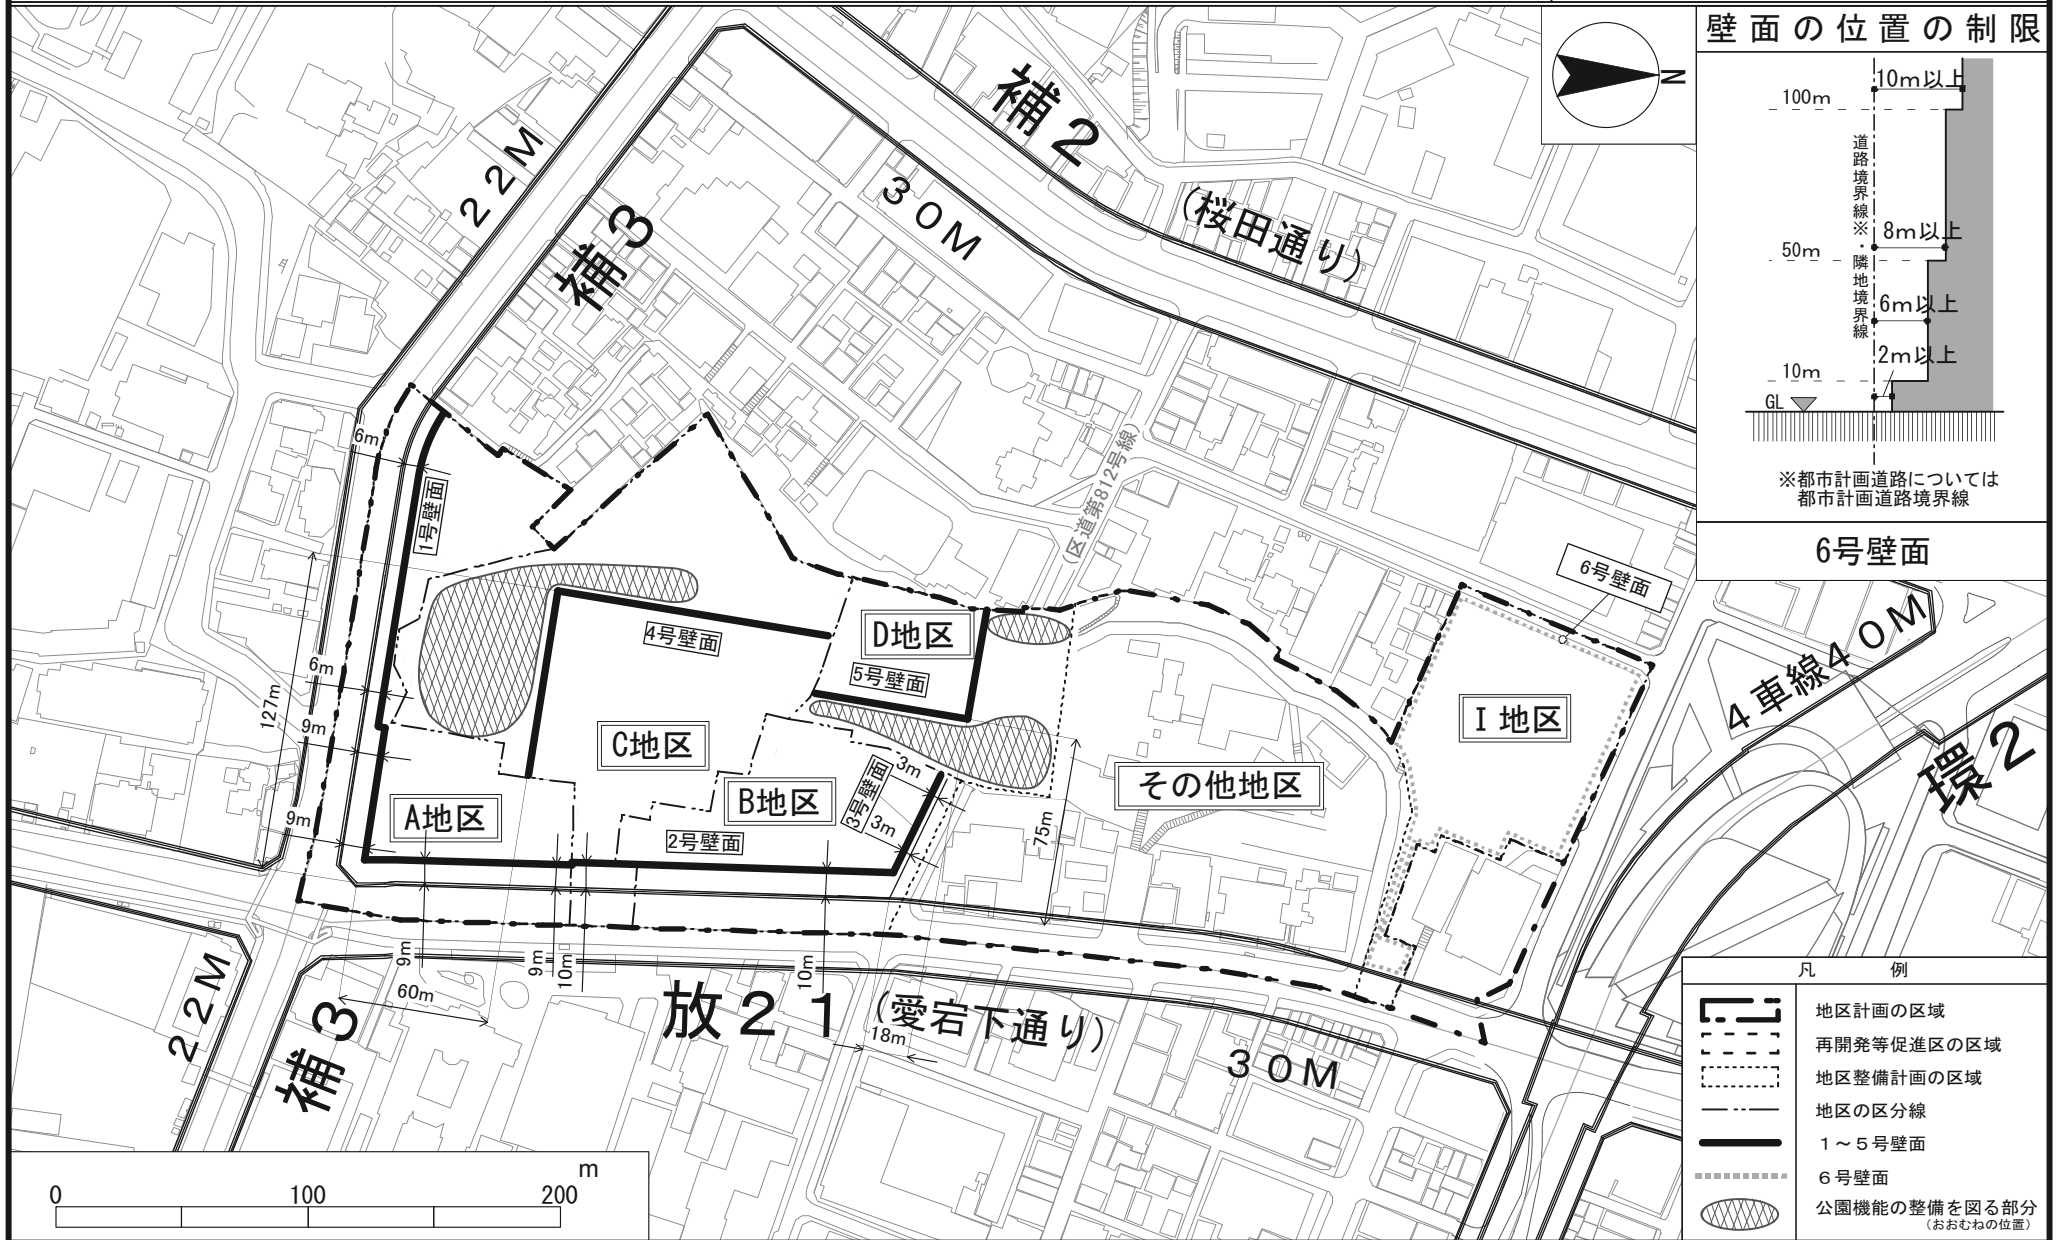 補2
(桜田通り)
30M
22M
補3
(区道第812号線)
6m
1号壁面
127m
6m
9m
9m
4号壁面
D地区
5号壁面
C地区
A地区
B地区
2号壁面
3号壁面
3m
3m
75m
その他地区
I地区
6号壁面
4車線40M
環2
9m
9m
10m
10m
60m
18m
放21
(愛宕下通り)
30M
22M
補3
m
0 100 200
N
壁面の位置の制限
10m以上
100m
道路境界線※・隣地境界線
8m以上
50m
6m以上
2m以上
10m
GL
※都市計画道路については
都市計画道路境界線
6号壁面
凡例
地区計画の区域
再開発等促進区の区域
地区整備計画の区域
地区の区分線
1〜5号壁面
6号壁面
公園機能の整備を図る部分
(おおむねの位置)